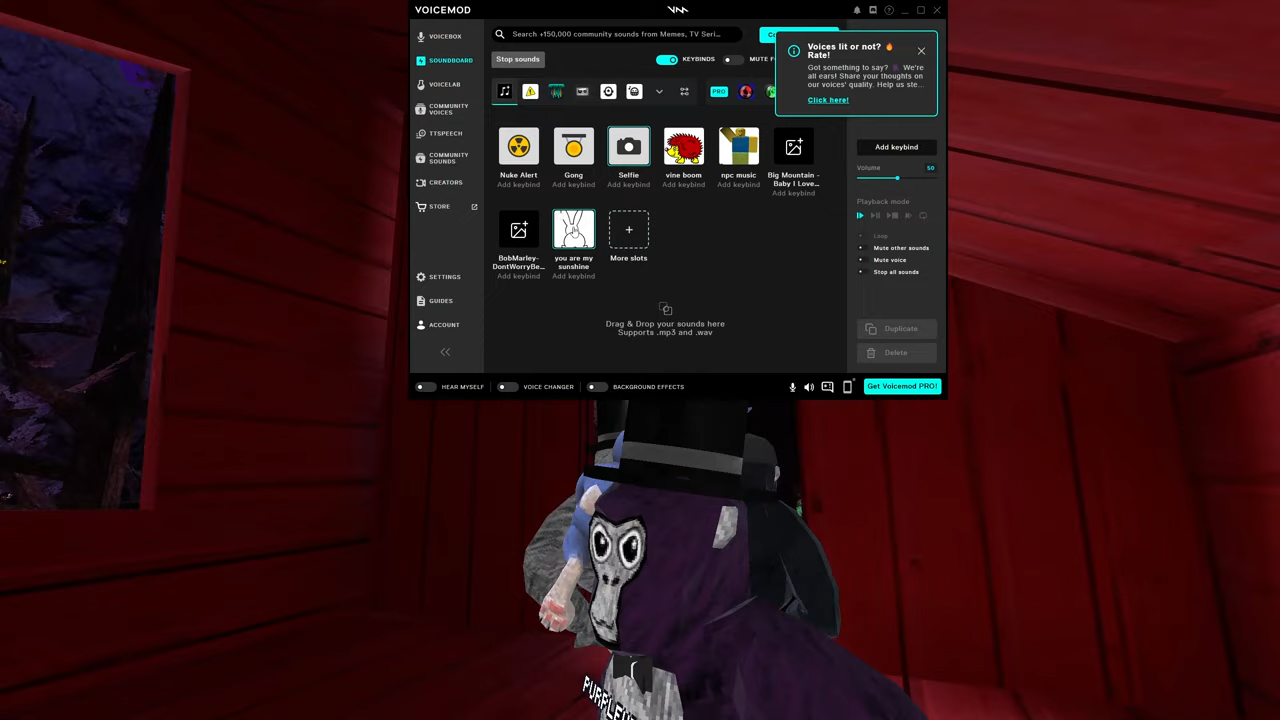 VOICEMOD
VOICEBOX
SOUNDBOARD
VOICELAB
COMMUNITY
VOICES
TTSPEECH
COMMUNITY
SOUNDS
CREATORS
STORE
SETTINGS
GUIDES
ACCOUNT
Search +150,000 community sounds from Memes, TV Seri...
Stop sounds
KEYBINDS
PRO
Voices lit or not? 🔥
Rate!
Got something to say? We're
all ears! Share your thoughts on
our voices' quality. Help us ste...
Click here!
Nuke Alert
Add keybind
Gong
Add keybind
Selfie
Add keybind
vine boom
Add keybind
npc music
Add keybind
Big Mountain -
Baby I Love...
Add keybind
BobMarley-
DontWorryBe...
Add keybind
you are my
sunshine
Add keybind
More slots
Drag & Drop your sounds here
Supports .mp3 and .wav
Add keybind
Volume 50
Playback mode
Loop
Mute other sounds
Mute voice
Stop all sounds
Duplicate
Delete
HEAR MYSELF
VOICE CHANGER
BACKGROUND EFFECTS
Get Voicemod PRO!